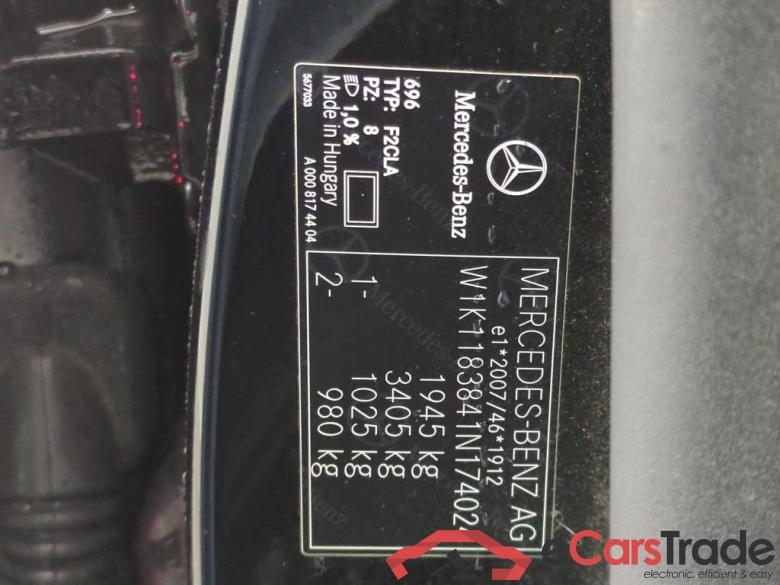 Mercedes-Benz
696
TYP: F2CLA
PZ: 8
1,0 %
Made in Hungary
A 000 817 44 04
5677033
MERCEDES-BENZ AG
e1*2007/46*1912
W1K1183841N17402
1945 kg
3405 kg
1- 1025 kg
2- 980 kg
eCarsTrade
electronic, efficient & easy